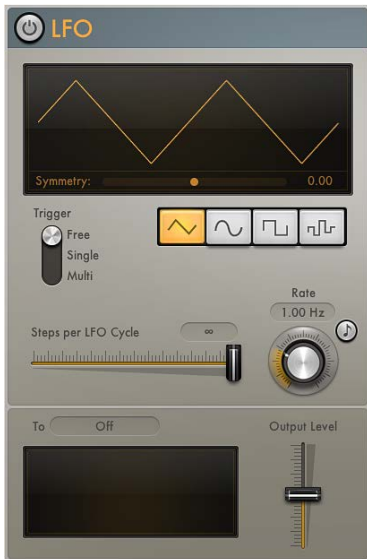 LFO
Symmetry: 0.00
Trigger
Free
Single
Multi
Rate
1.00 Hz
Steps per LFO Cycle ∞
To Off
Output Level